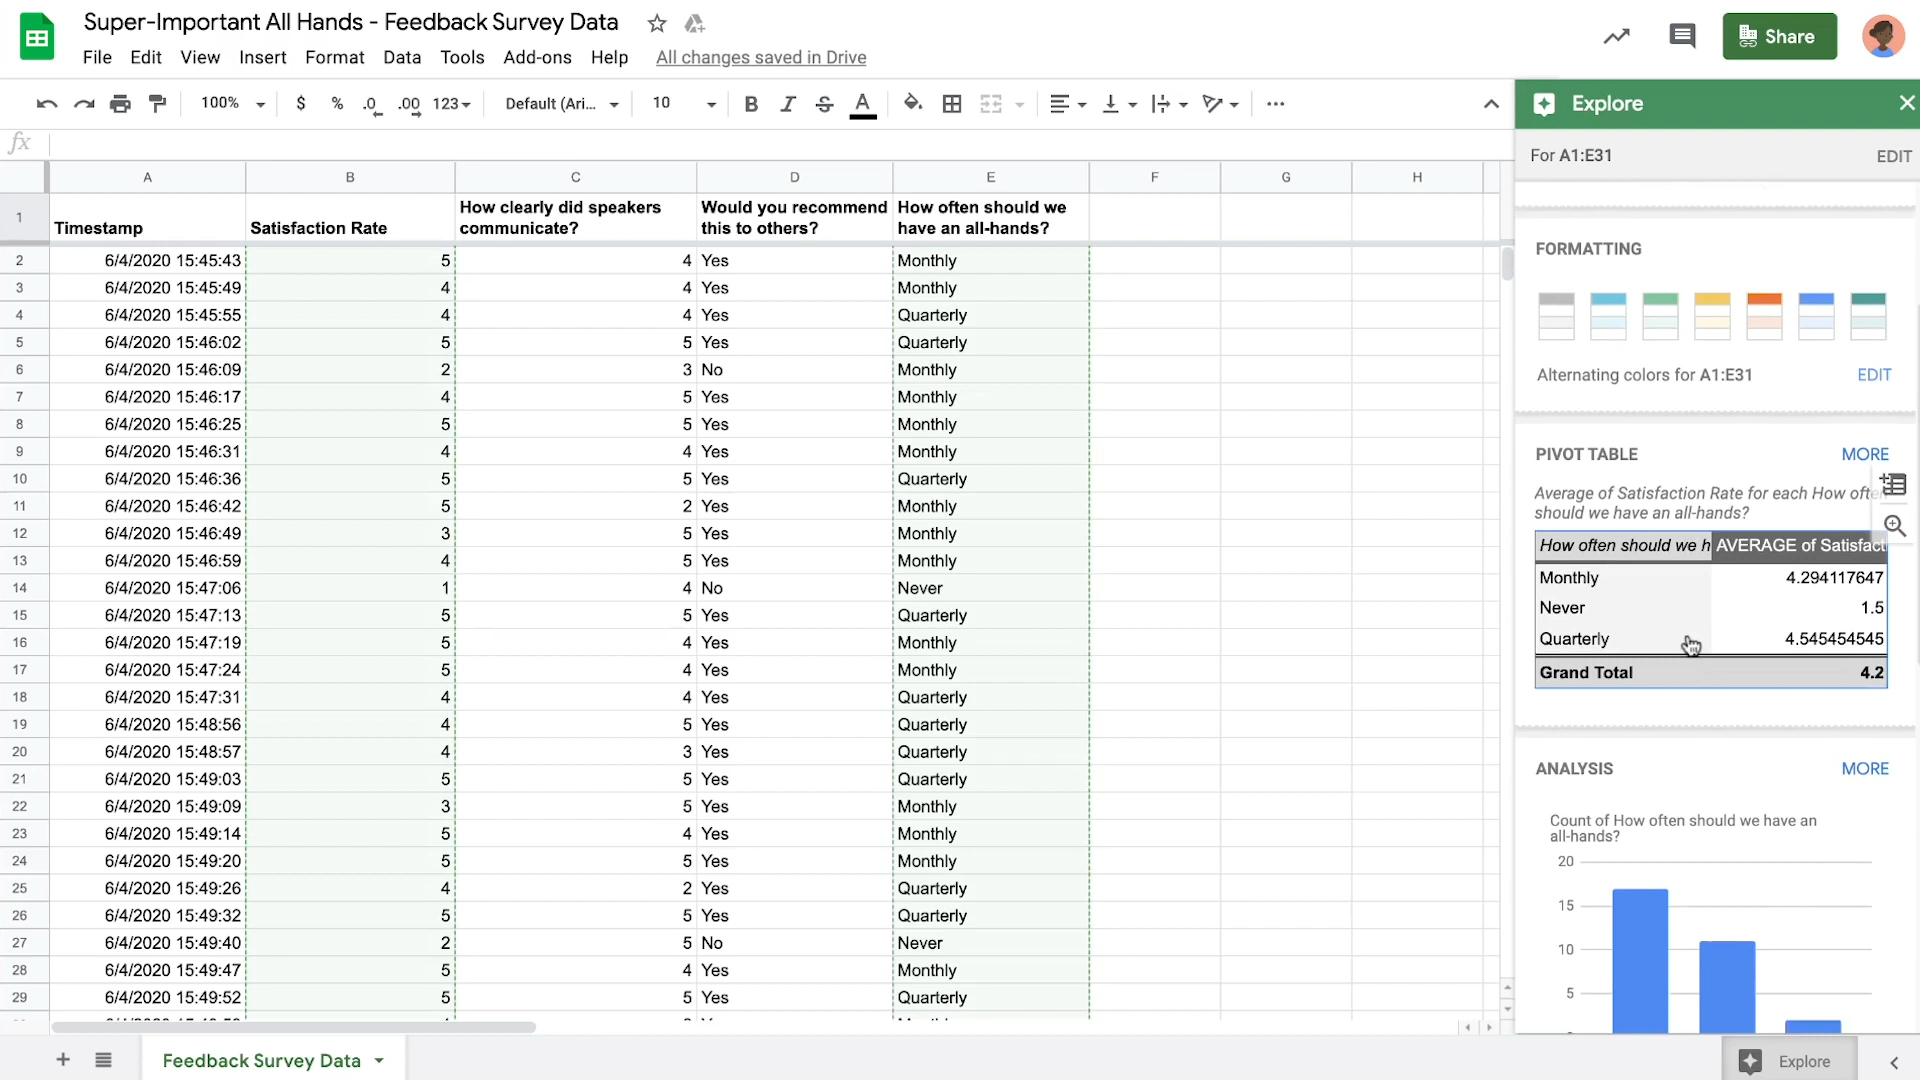 Super-Important All Hands - Feedback Survey Data
File Edit View Insert Format Data Tools Add-ons Help All changes saved in Drive
Share
100% $ % .0 .00 123 Default (Ari... 10 B I S A
Explore
fx
For A1:E31 EDIT
A B C D E F G H
1 Timestamp Satisfaction Rate How clearly did speakers communicate? Would you recommend this to others? How often should we have an all-hands?
2 6/4/2020 15:45:43 5 4 Yes Monthly
3 6/4/2020 15:45:49 4 4 Yes Monthly
4 6/4/2020 15:45:55 4 4 Yes Quarterly
5 6/4/2020 15:46:02 5 5 Yes Quarterly
6 6/4/2020 15:46:09 2 3 No Monthly
7 6/4/2020 15:46:17 4 5 Yes Monthly
8 6/4/2020 15:46:25 5 5 Yes Monthly
9 6/4/2020 15:46:31 4 4 Yes Monthly
10 6/4/2020 15:46:36 5 5 Yes Quarterly
11 6/4/2020 15:46:42 5 2 Yes Monthly
12 6/4/2020 15:46:49 3 5 Yes Monthly
13 6/4/2020 15:46:59 4 5 Yes Monthly
14 6/4/2020 15:47:06 1 4 No Never
15 6/4/2020 15:47:13 5 5 Yes Quarterly
16 6/4/2020 15:47:19 5 4 Yes Monthly
17 6/4/2020 15:47:24 5 4 Yes Monthly
18 6/4/2020 15:47:31 4 4 Yes Quarterly
19 6/4/2020 15:48:56 4 5 Yes Quarterly
20 6/4/2020 15:48:57 4 3 Yes Quarterly
21 6/4/2020 15:49:03 5 5 Yes Quarterly
22 6/4/2020 15:49:09 3 5 Yes Monthly
23 6/4/2020 15:49:14 5 4 Yes Monthly
24 6/4/2020 15:49:20 5 5 Yes Monthly
25 6/4/2020 15:49:26 4 2 Yes Quarterly
26 6/4/2020 15:49:32 5 5 Yes Quarterly
27 6/4/2020 15:49:40 2 5 No Never
28 6/4/2020 15:49:47 5 4 Yes Monthly
29 6/4/2020 15:49:52 5 5 Yes Quarterly
FORMATTING
Alternating colors for A1:E31 EDIT
PIVOT TABLE MORE
Average of Satisfaction Rate for each How often
should we have an all-hands?
How often should we h AVERAGE of Satisfact
Monthly 4.294117647
Never 1.5
Quarterly 4.545454545
Grand Total 4.2
ANALYSIS MORE
Count of How often should we have an
all-hands?
20
15
10
5
Feedback Survey Data
Explore